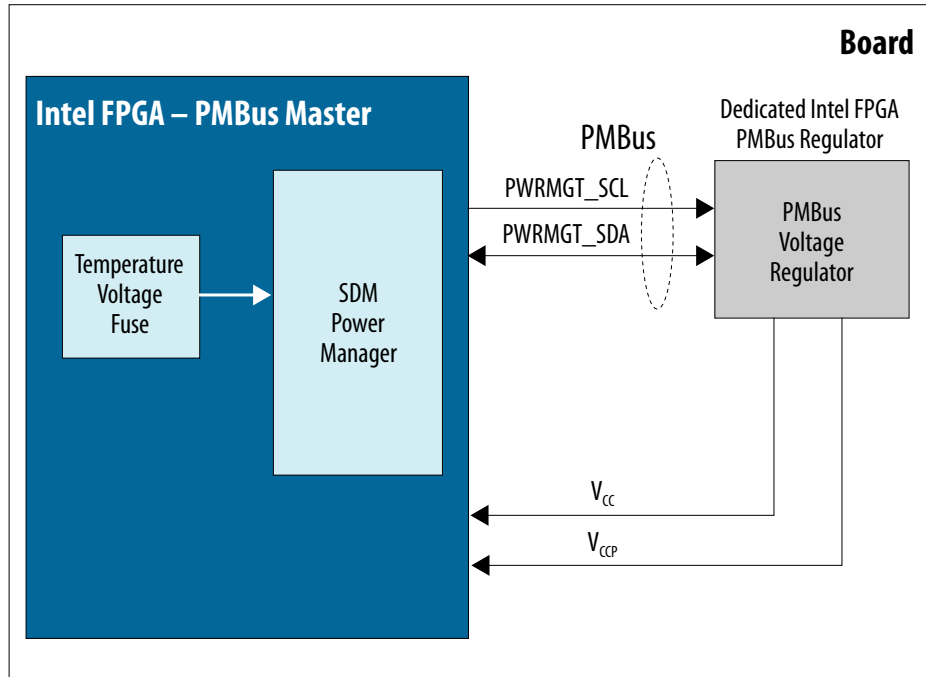 Board
Intel FPGA – PMBus Master
Dedicated Intel FPGA
PMBus Regulator
PMBus
PWRMGT_SCL
PWRMGT_SDA
PMBus
Voltage
Regulator
Temperature
Voltage
Fuse
SDM
Power
Manager
VCC
VCCP